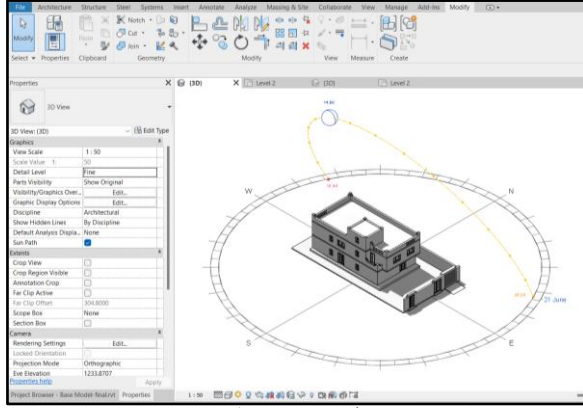 File Architecture Structure Steel Systems Insert Annotate Analyze Massing & Site Collaborate View Manage Add-Ins Modify
Modify
Paste
Notch
Cut
Join
Select Properties Clipboard Geometry Modify View Measure Create
Properties X
(3D) X Level 2 (3D) Level 2
3D View
3D View: (3D) Edit Type
Graphics
View Scale 1 : 50
Scale Value 1: 50
Detail Level Fine
Parts Visibility Show Original
Visibility/Graphics Over... Edit...
Graphic Display Options Edit...
Discipline Architectural
Show Hidden Lines By Discipline
Default Analysis Displa... None
Sun Path
Extents
Crop View
Crop Region Visible
Annotation Crop
Far Clip Active
Far Clip Offset 304.8000
Scope Box None
Section Box
Camera
Rendering Settings Edit...
Locked Orientation
Projection Mode Orthographic
Eye Elevation 1233.8707
Properties help Apply
Project Browser - Base Model-final.rvt Properties
W
N
S
E
21 June
1 : 50